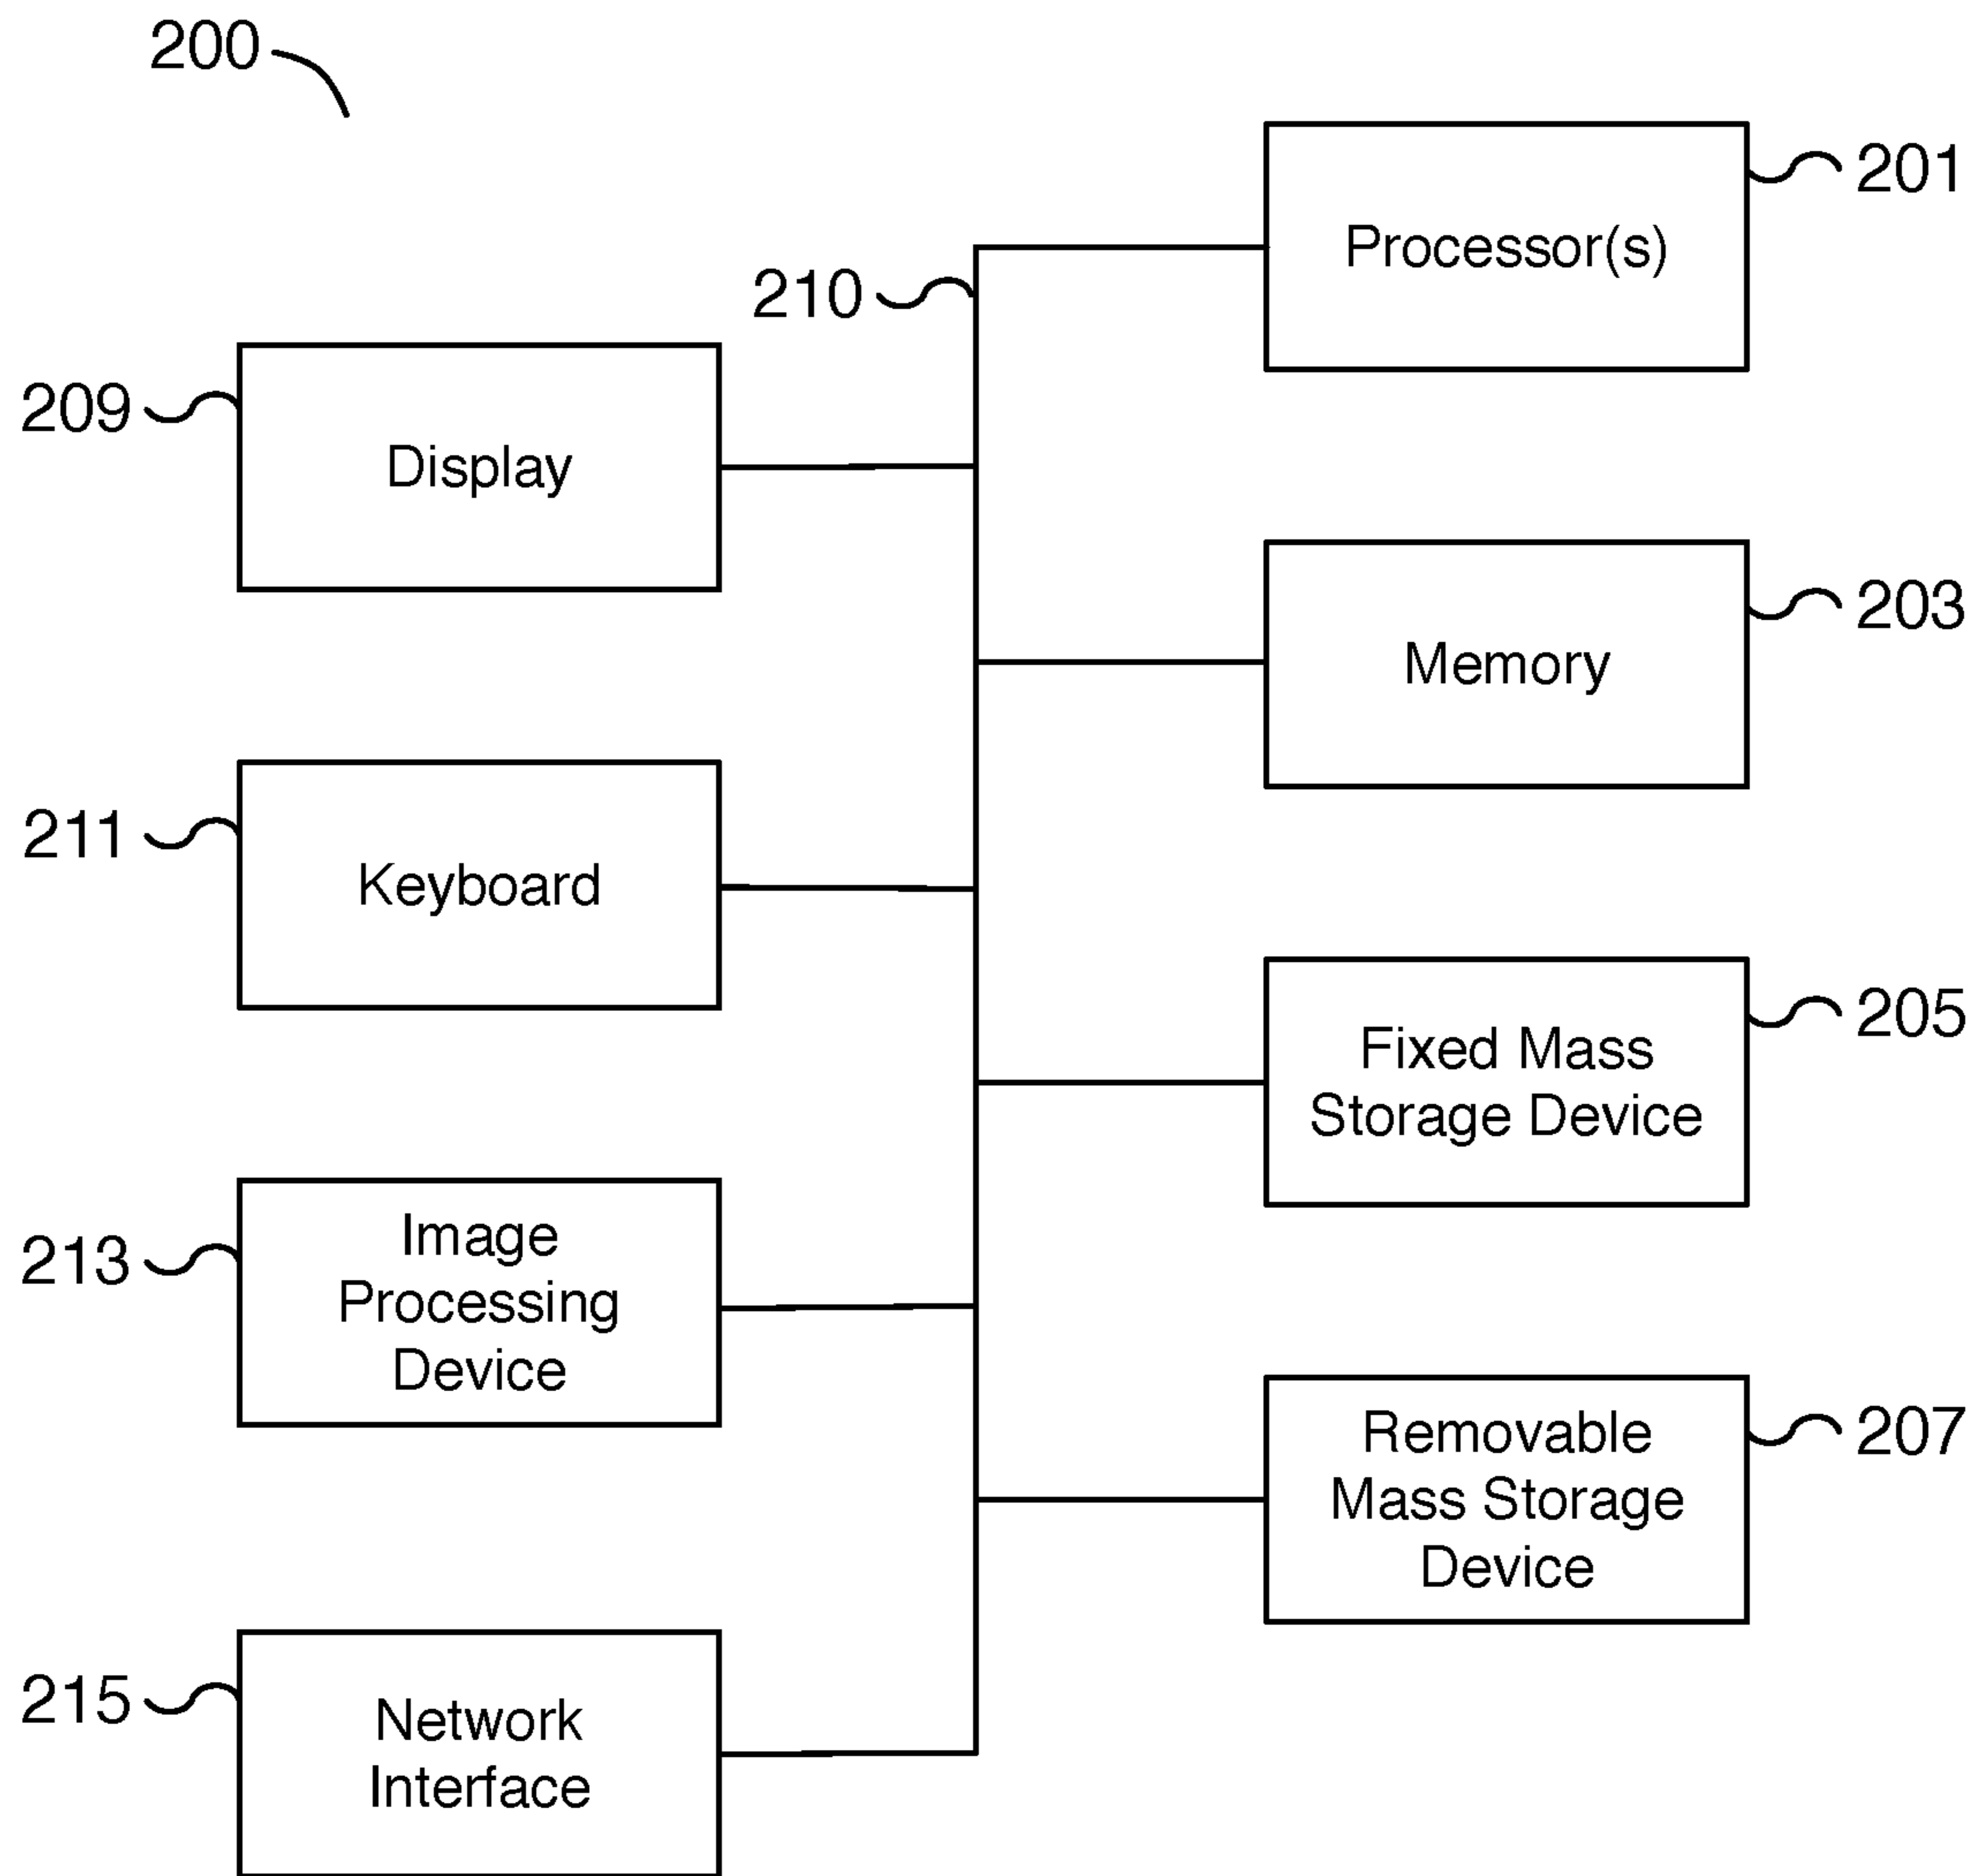 200
201
Processor(s)
210
209
Display
203
Memory
211
Keyboard
205
Fixed Mass
Storage Device
213
Image
Processing
Device
207
Removable
Mass Storage
Device
215
Network
Interface